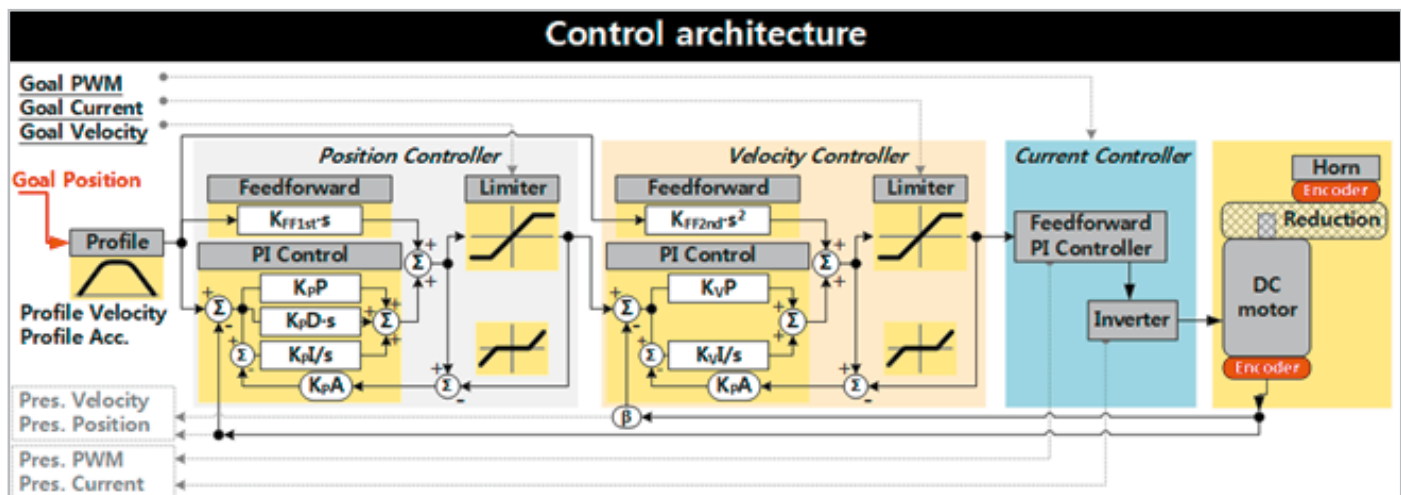 Control architecture
Goal PWM
Goal Current
Goal Velocity
Goal Position
Profile
Profile Velocity
Profile Acc.
Position Controller
Feedforward
Limiter
KFF1st·s
PI Control
KPP
KPD·s
KPI/s
KPA
Σ
Σ
Σ
Σ
Σ
+
-
+
-
+
+
+
+
+
+
-
Velocity Controller
Feedforward
Limiter
KFF2nd·s²
PI Control
KVP
KVI/s
KPA
Σ
Σ
Σ
Σ
Σ
+
-
+
-
+
+
+
+
+
-
β
Current Controller
Feedforward
PI Controller
Inverter
Horn
Encoder
Reduction
DC
motor
Encoder
Pres. Velocity
Pres. Position
Pres. PWM
Pres. Current